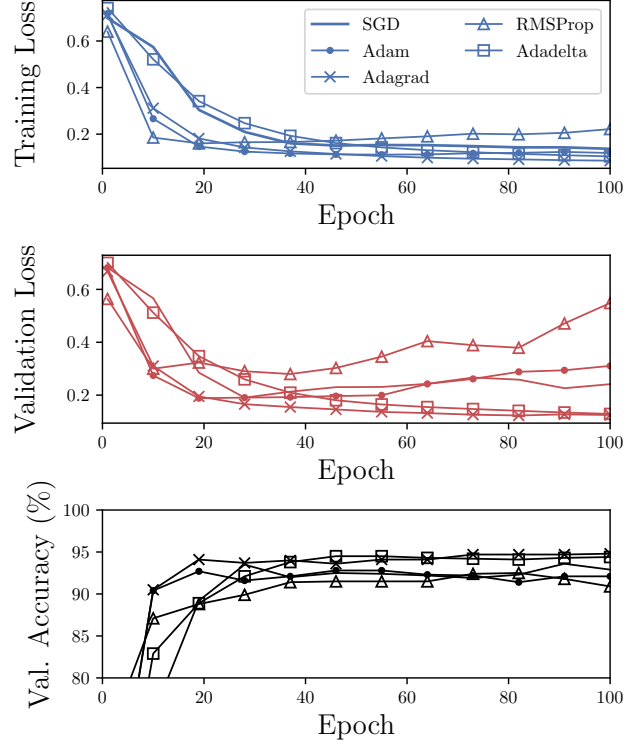 0.6
0.4
0.2
Training Loss
SGD
Adam
Adagrad
RMSProp
Adadelta
0 20 40 60 80 100
Epoch
0.6
0.4
0.2
Validation Loss
0 20 40 60 80 100
Epoch
100
95
90
85
80
Val. Accuracy (%)
0 20 40 60 80 100
Epoch